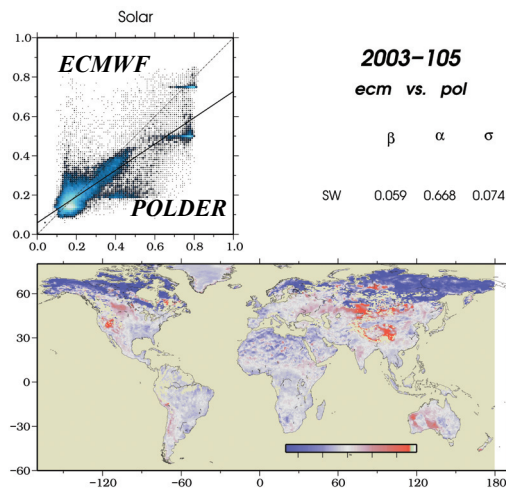 Solar
1.0
0.8
0.6
0.4
0.2
0.0
ECMWF
POLDER
0.0 0.2 0.4 0.6 0.8 1.0
2003−105
ecm vs. pol
β α σ
SW 0.059 0.668 0.074
60
30
0
−30
−60
−120 −60 0 60 120 180